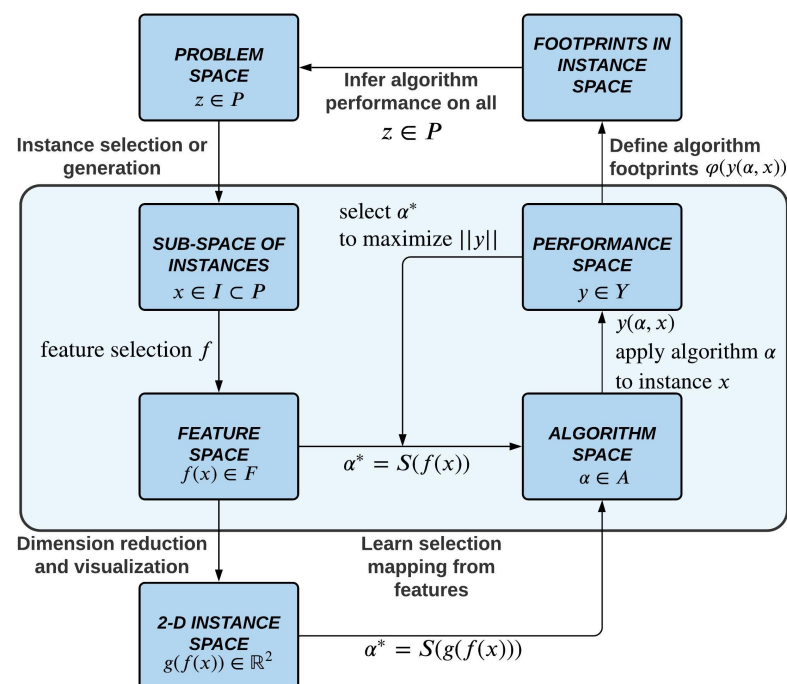 PROBLEM
SPACE
z ∈ P
FOOTPRINTS IN
INSTANCE
SPACE
Infer algorithm
performance on all
z ∈ P
Instance selection or
generation
Define algorithm
footprints φ(y(α, x))
SUB-SPACE OF
INSTANCES
x ∈ I ⊂ P
select α*
to maximize ||y||
PERFORMANCE
SPACE
y ∈ Y
feature selection f
y(α, x)
apply algorithm α
to instance x
FEATURE
SPACE
f(x) ∈ F
α* = S(f(x))
ALGORITHM
SPACE
α ∈ A
Dimension reduction
and visualization
Learn selection
mapping from
features
2-D INSTANCE
SPACE
g(f(x)) ∈ ℝ²
α* = S(g(f(x)))